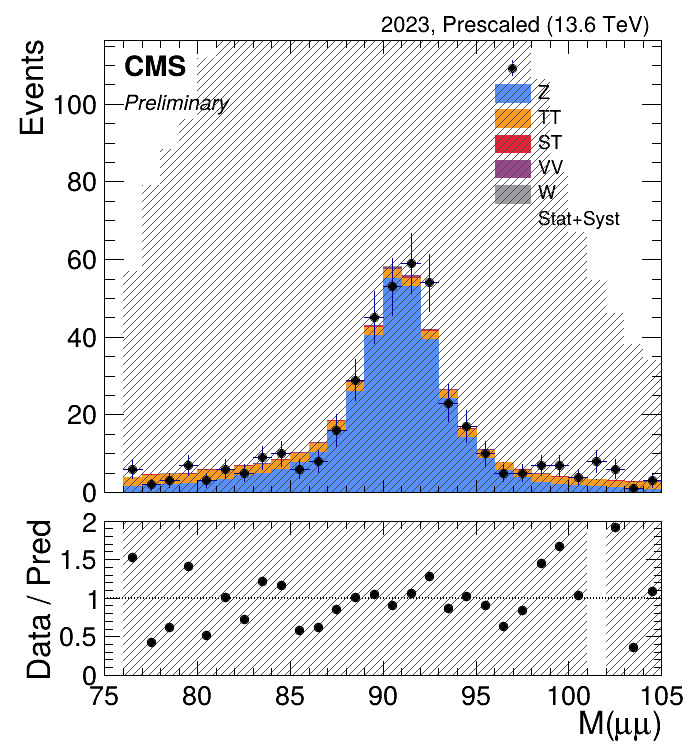 2023, Prescaled (13.6 TeV)
CMS
Preliminary
Events
100
80
60
40
20
0
Z
TT
ST
VV
W
Stat+Syst
Data / Pred
2
1.5
1
0.5
0
75 80 85 90 95 100 105
M(μμ)